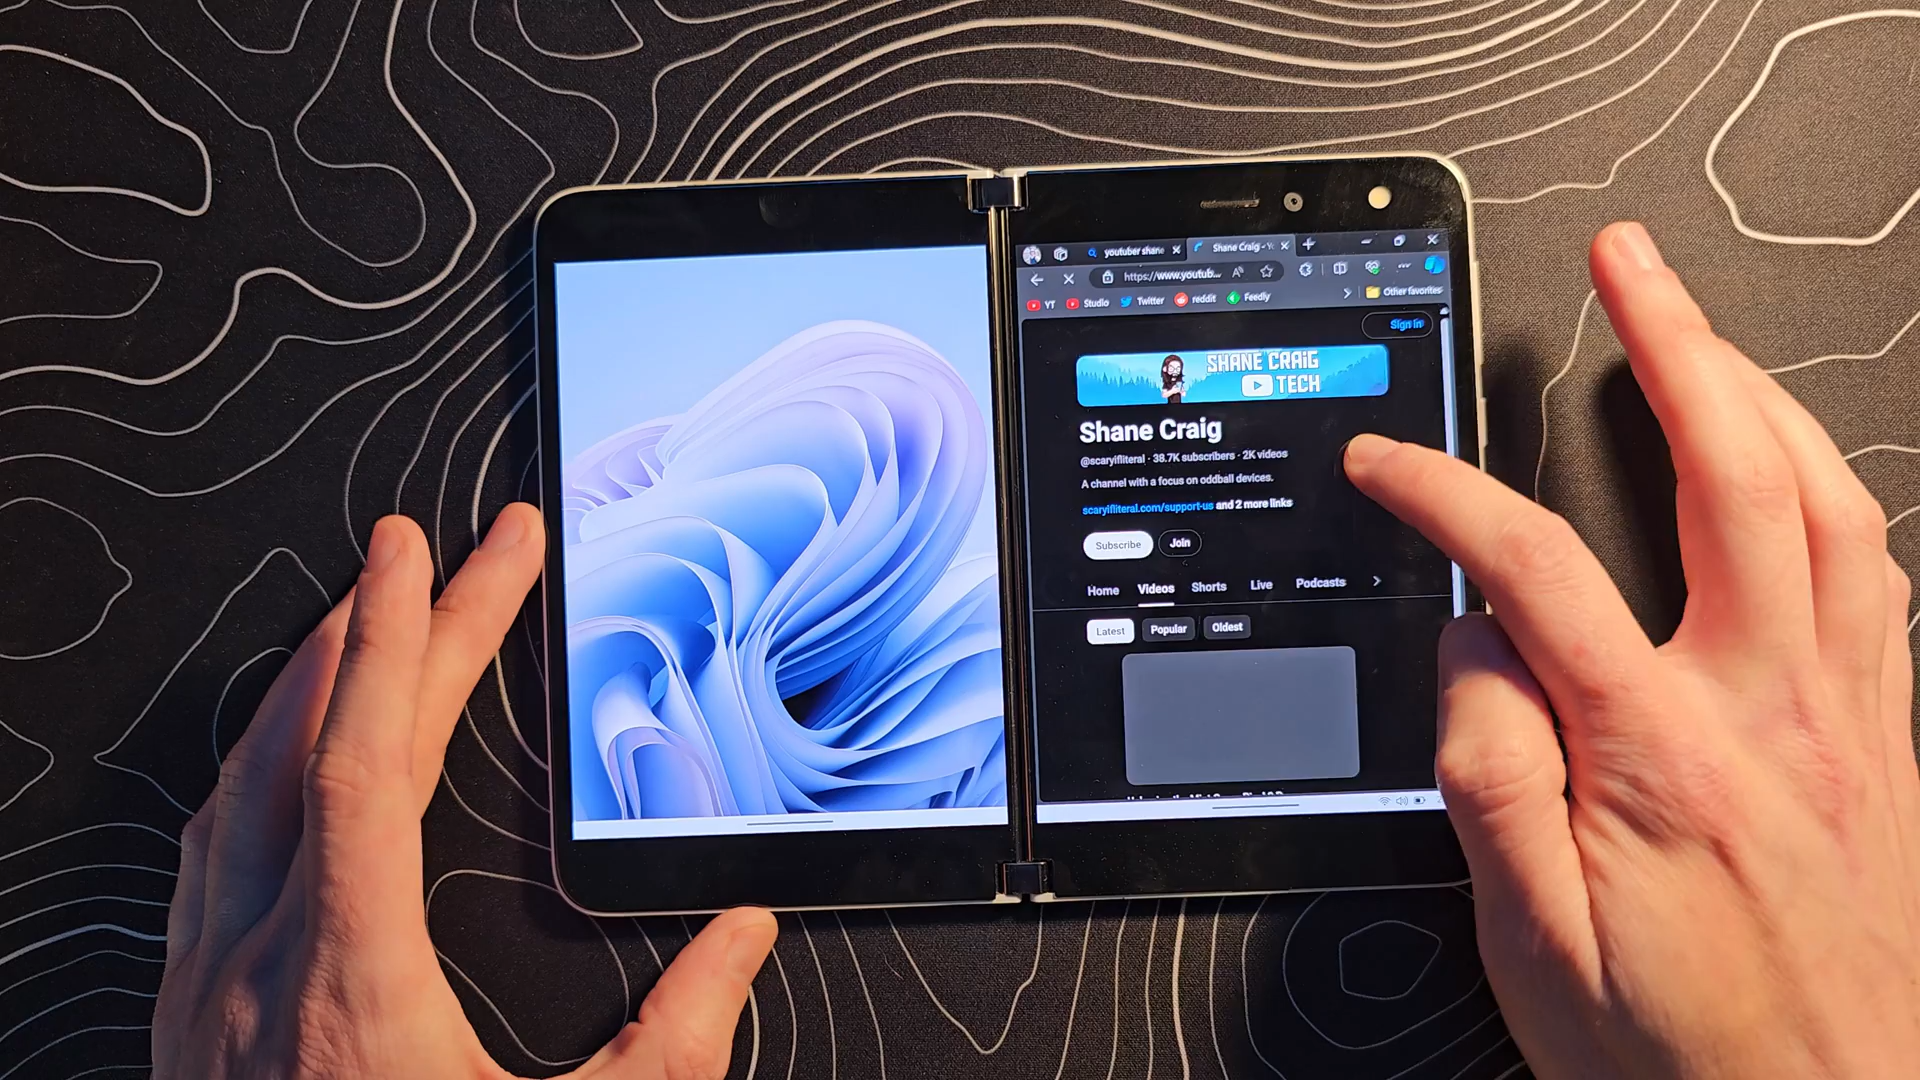 youtuber shane
Shane Craig - Y
https://www.youtub...
YT
Studio
Twitter
reddit
Feedly
Other favorites
Sign in
SHANE CRAIG
TECH
Shane Craig
@scaryifliteral · 38.7K subscribers · 2K videos
A channel with a focus on oddball devices.
scaryifliteral.com/support-us and 2 more links
Subscribe
Join
Home
Videos
Shorts
Live
Podcasts
Latest
Popular
Oldest